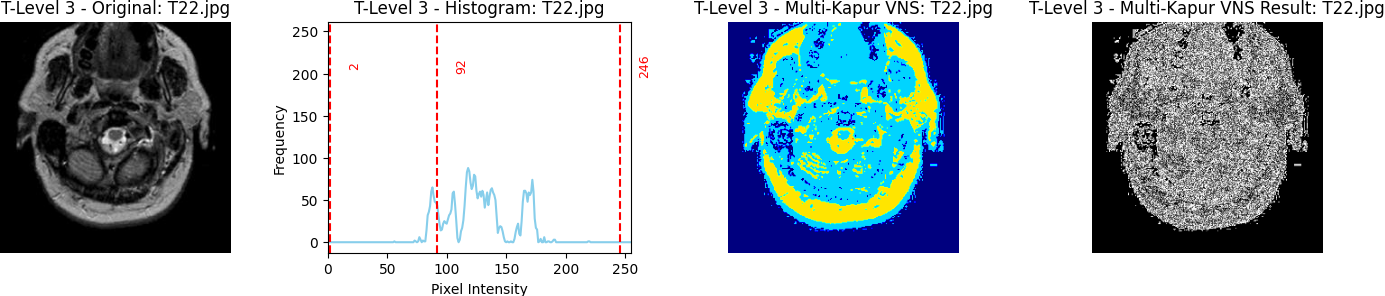 T-Level 3 - Original: T22.jpg
T-Level 3 - Histogram: T22.jpg
T-Level 3 - Multi-Kapur VNS: T22.jpg
T-Level 3 - Multi-Kapur VNS Result: T22.jpg
Frequency
250
200
150
100
50
0
2
92
246
0 50 100 150 200 250
Pixel Intensity